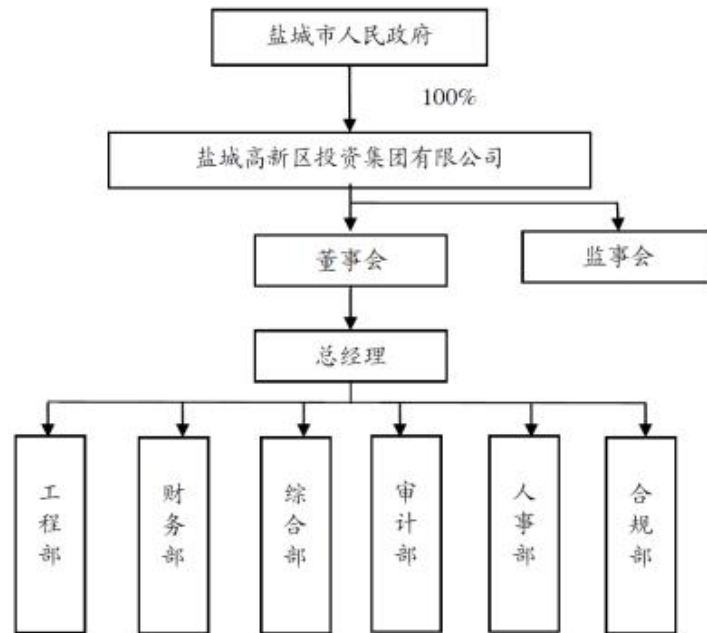 盐城市人民政府
100%
盐城高新区投资集团有限公司
董事会
监事会
总经理
工程部
财务部
综合部
审计部
人事部
合规部